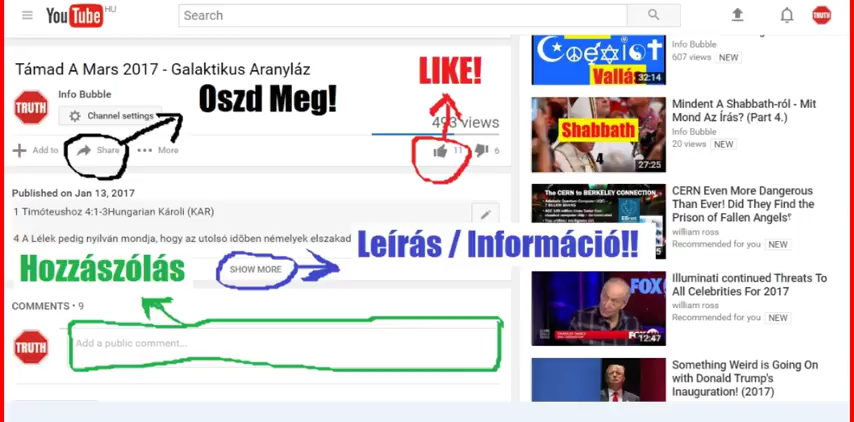 YouTube HU
Search
TRUTH
Támad A Mars 2017 - Galaktikus Aranyláz
LIKE!
TRUTH
Info Bubble
Channel settings
Oszd Meg!
493 views
Add to
Share
More
11
6
Published on Jan 13, 2017
1 Timóteushoz 4:1-3Hungarian Károli (KAR)
4 A Lélek pedig nyilván mondja, hogy az utolsó időben némelyek elszakad
Leírás / Információ!!
Hozzászólás
SHOW MORE
COMMENTS • 9
TRUTH
Add a public comment...
Vallás
32:14
Info Bubble
607 views NEW
Shabbath
4
27:25
Mindent A Shabbath-ról - Mit
Mond Az Írás? (Part 4.)
Info Bubble
20 views NEW
THE CERN TO BERKELEY CONNECTION
CERN Even More Dangerous
Than Ever! Did They Find the
Prison of Fallen Angels
william ross
Recommended for you NEW
FOX
12:47
Illuminati continued Threats To
All Celebrities For 2017
william ross
Recommended for you NEW
Something Weird is Going On
with Donald Trump's
Inauguration! (2017)